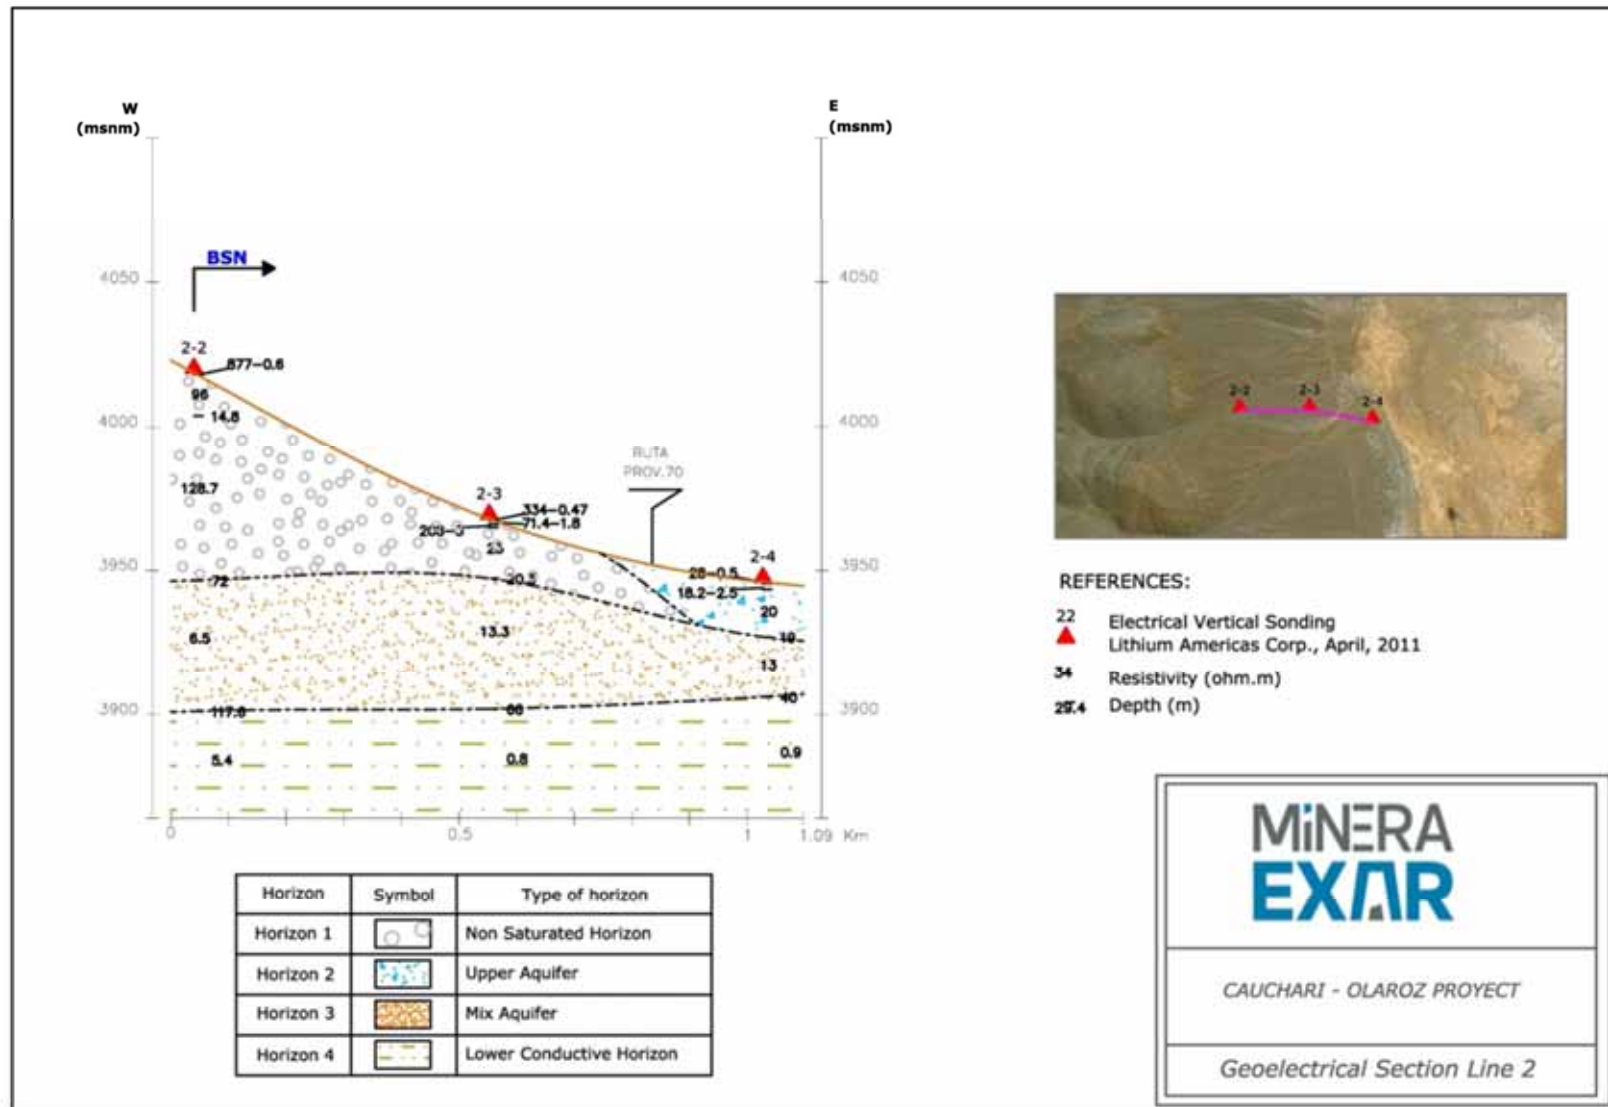 W
(msnm)
E
(msnm)
BSN
4050
4050
2-2
877-0.6
96
14.8
4000
4000
128.7
RUTA
PROV.70
2-3
334-0.47
71.4-1.8
25
2-4
28-0.5
18.2-2.5
3950
3950
72
20.5
20
19
6.5
13.3
13
40
3900
3900
117.6
66
5.4
0.8
0.9
0
0.5
1
1.09 Km
2-2
2-3
2-4
REFERENCES:
22 Electrical Vertical Sonding
Lithium Americas Corp., April, 2011
34 Resistivity (ohm.m)
29.4 Depth (m)
Horizon Symbol Type of horizon
Horizon 1 Non Saturated Horizon
Horizon 2 Upper Aquifer
Horizon 3 Mix Aquifer
Horizon 4 Lower Conductive Horizon
MiNERA
EXAR
CAUCHARI - OLAROZ PROYECT
Geoelectrical Section Line 2